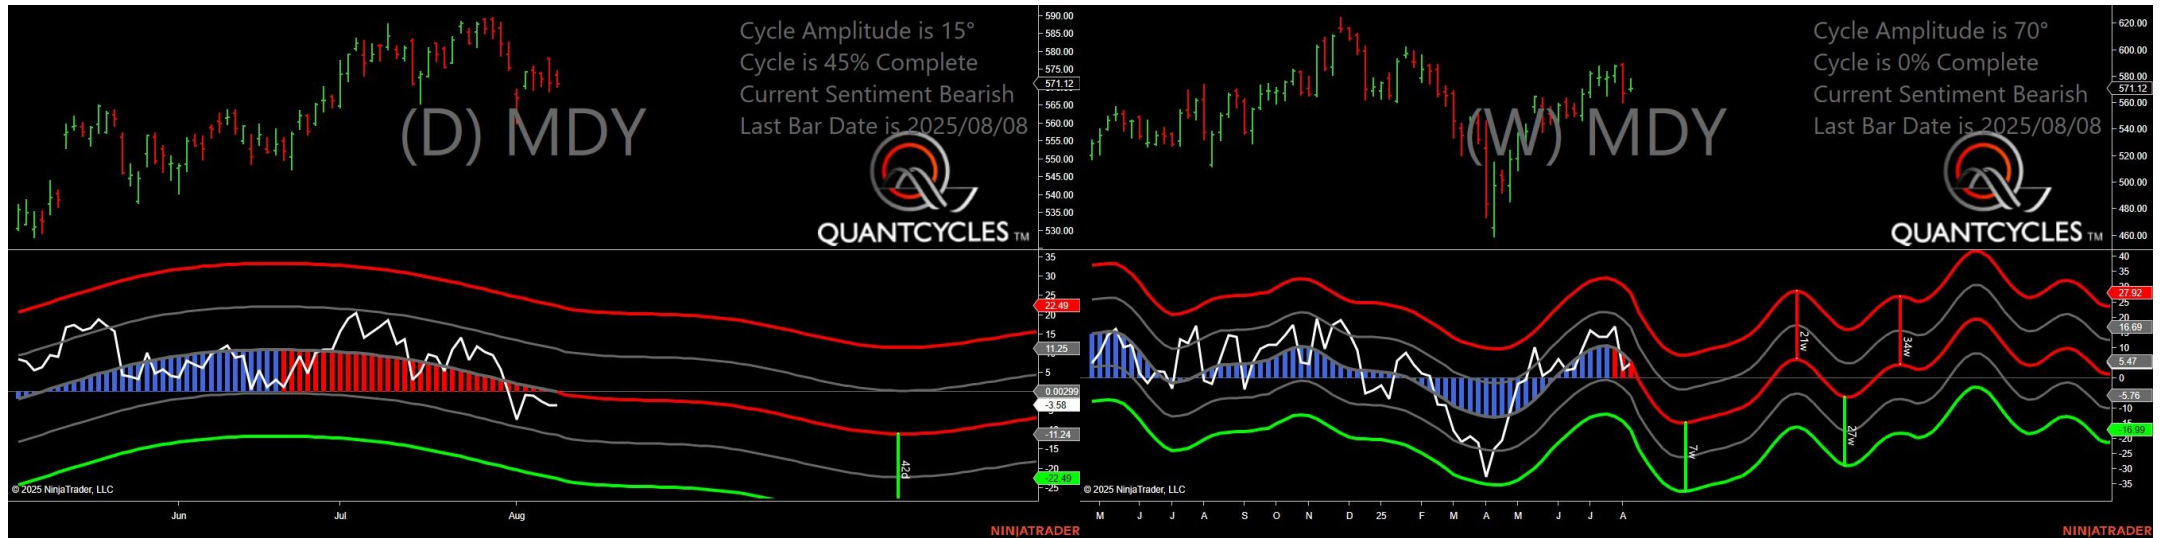 Cycle Amplitude is 15°
Cycle is 45% Complete
Current Sentiment Bearish
Last Bar Date is 2025/08/08
(D) MDY
QUANTCYCLES TM
590.00
585.00
580.00
575.00
571.12
565.00
560.00
555.00
550.00
545.00
540.00
535.00
530.00
35
30
25
22.49
20
15
11.25
5
0.00299
-3.58
-11.24
-15
-20
-22.49
-25
42d
© 2025 NinjaTrader, LLC
Jun Jul Aug
NINJATRADER
Cycle Amplitude is 70°
Cycle is 0% Complete
Current Sentiment Bearish
Last Bar Date is 2025/08/08
(W) MDY
QUANTCYCLES TM
620.00
600.00
580.00
571.12
560.00
540.00
520.00
500.00
480.00
460.00
40
35
27.92
25
20
16.69
10
5.47
0
-5.76
-10
-16.99
-20
-25
-30
-35
21w
34w
7w
27w
© 2025 NinjaTrader, LLC
M J J A S O N D 25 F M A M J J A
NINJATRADER